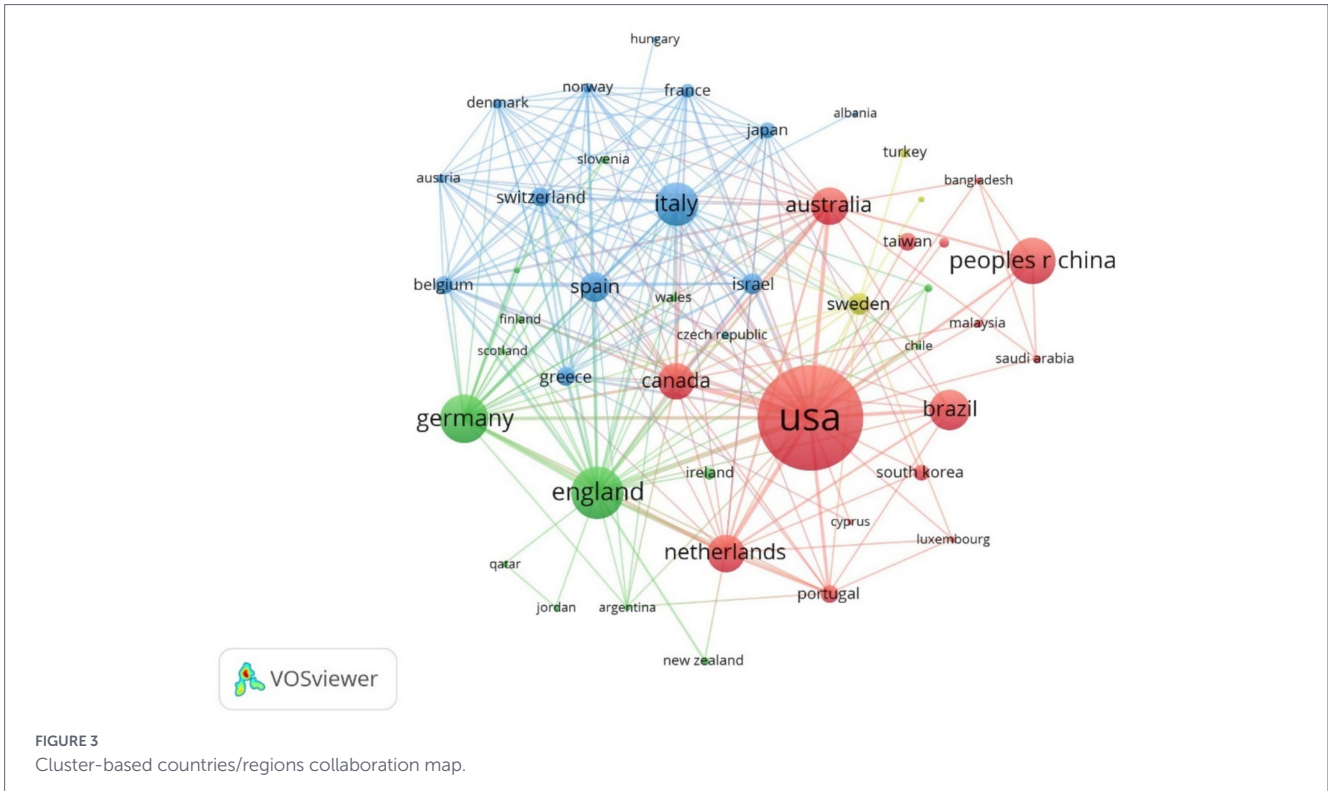 hungary
norway
france
denmark
albania
japan
turkey
slovenia
austria
bangladesh
switzerland
italy
australia
taiwan
peoples r china
belgium
spain
israel
wales
sweden
finland
malaysia
czech republic
chile
scotland
saudi arabia
greece
canada
germany
usa
brazil
ireland
south korea
england
cyprus
luxembourg
netherlands
qatar
portugal
jordan
argentina
new zealand
VOSviewer
FIGURE 3
Cluster-based countries/regions collaboration map.